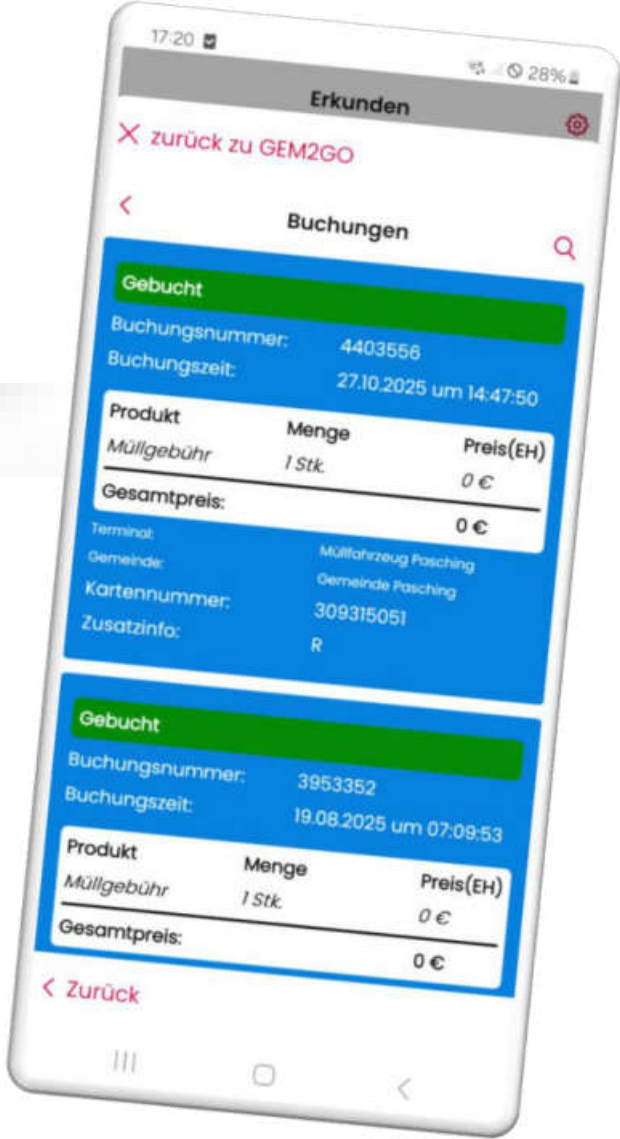 17:20
28%
Erkunden
X zurück zu GEM2GO
< Buchungen
Gebucht
Buchungsnummer: 4403556
Buchungszeit: 27.10.2025 um 14:47:50
Produkt Menge Preis(EH)
Müllgebühr 1 Stk. 0 €
Gesamtpreis: 0 €
Terminal: Müllfahrzeug Pasching
Gemeinde: Gemeinde Pasching
Kartennummer: 309315051
Zusatzinfo: R
Gebucht
Buchungsnummer: 3953352
Buchungszeit: 19.08.2025 um 07:09:53
Produkt Menge Preis(EH)
Müllgebühr 1 Stk. 0 €
Gesamtpreis: 0 €
< Zurück